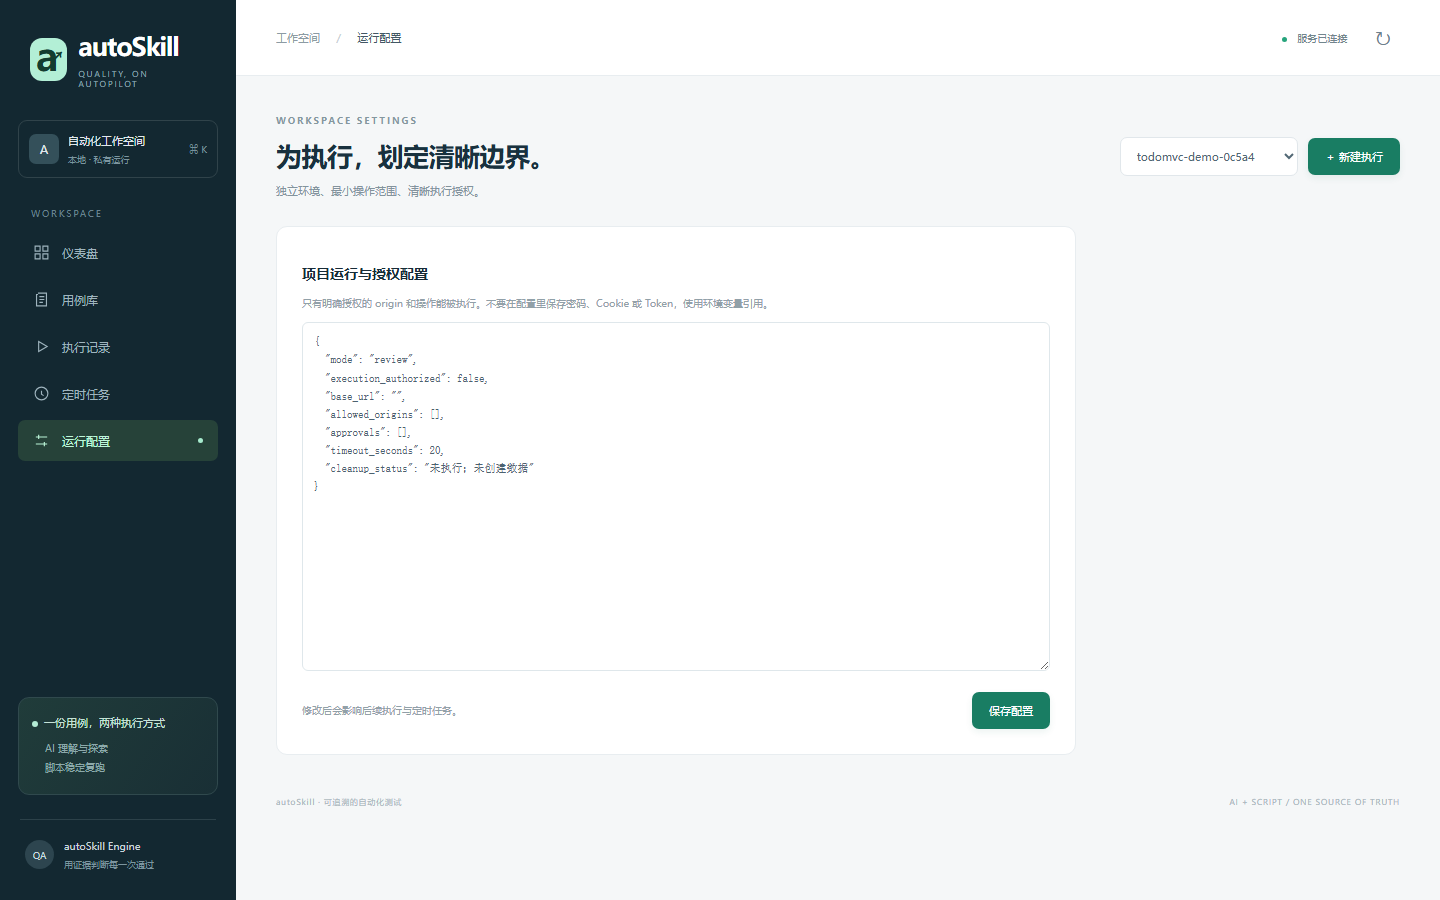 autoSkill
QUALITY, ON
AUTOPILOT
A
自动化工作空间
本地 · 私有运行
⌘ K
WORKSPACE
仪表盘
用例库
执行记录
定时任务
运行配置
一份用例，两种执行方式
AI 理解与探索
脚本稳定复跑
QA
autoSkill Engine
用证据判断每一次通过
工作空间 / 运行配置
服务已连接
WORKSPACE SETTINGS
为执行，划定清晰边界。
独立环境、最小操作范围、清晰执行授权。
todomvc-demo-0c5a4
+ 新建执行
项目运行与授权配置
只有明确授权的 origin 和操作能被执行。不要在配置里保存密码、Cookie 或 Token，使用环境变量引用。
{
"mode": "review",
"execution_authorized": false,
"base_url": "",
"allowed_origins": [],
"approvals": [],
"timeout_seconds": 20,
"cleanup_status": "未执行；未创建数据"
}
修改后会影响后续执行与定时任务。
保存配置
autoSkill · 可追溯的自动化测试
AI + SCRIPT / ONE SOURCE OF TRUTH